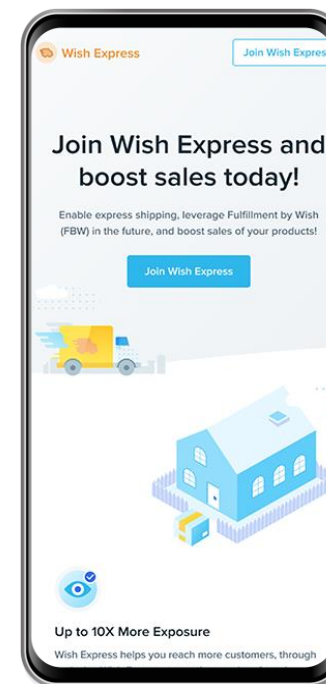 Wish Express
Join Wish Expres
Join Wish Express and
boost sales today!
Enable express shipping, leverage Fulfillment by Wish
(FBW) in the future, and boost sales of your products!
Join Wish Express
Up to 10X More Exposure
Wish Express helps you reach more customers, through